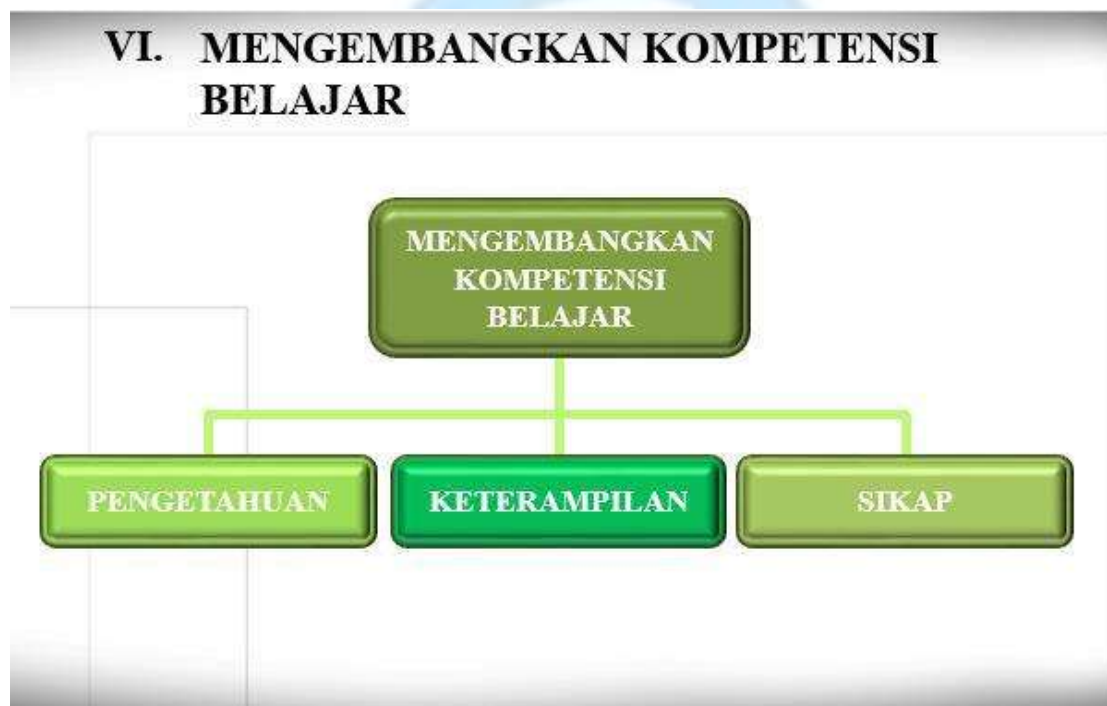 VI. MENGEMBANGKAN KOMPETENSI
BELAJAR
MENGEMBANGKAN
KOMPETENSI
BELAJAR
PENGETAHUAN
KETERAMPILAN
SIKAP